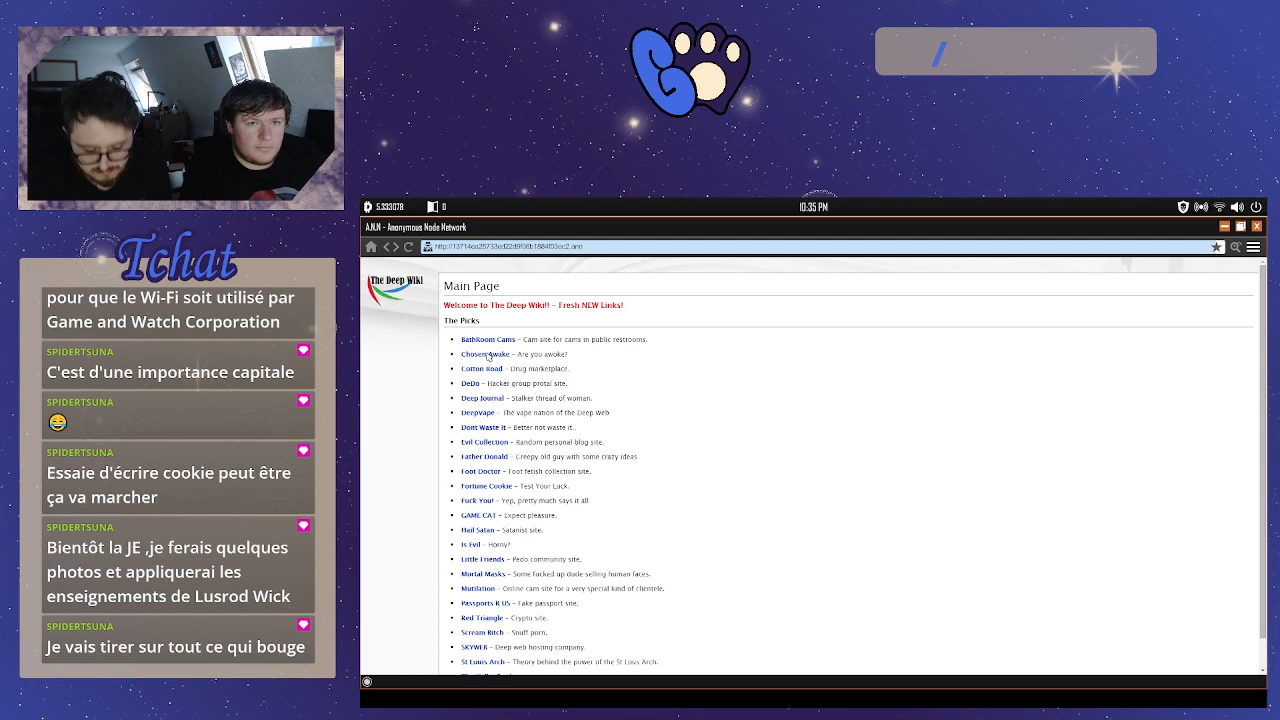 /
5.333078
0
10:35 PM
A.N.N - Anonymous Node Network
Tchat
pour que le Wi-Fi soit utilisé par
Game and Watch Corporation
SPIDERTSUNA
C'est d'une importance capitale
SPIDERTSUNA
😄
SPIDERTSUNA
Essaie d'écrire cookie peut être
ça va marcher
SPIDERTSUNA
Bientôt la JE ,je ferais quelques
photos et appliquerai les
enseignements de Lusrod Wick
SPIDERTSUNA
Je vais tirer sur tout ce qui bouge
The Deep Wiki
Main Page
Welcome to The Deep Wiki!! – Fresh NEW Links!
The Picks
BathRoom Cams – Cam site for cams in public restrooms.
Chosen Awake – Are you awoke?
Cotton Road – Drug marketplace.
DeDo – Hacker group protal site.
Deep Journal – Stalker thread of woman.
DeepVape – The vape nation of the Deep Web
Dont Waste It – Better not waste it..
Evil Collection – Random personal blog site.
Father Donald – Creepy old guy with some crazy ideas
Foot Doctor – Foot fetish collection site.
Fortune Cookie – Test Your Luck.
Fuck You! – Yep, pretty much says it all
GAME CAT – Expect pleasure.
Hail Satan – Satanist site.
Is Evil – Horny?
Little Friends – Pedo community site.
Mortal Masks – Some fucked up dude selling human faces.
Mutilation – Online cam site for a very special kind of clientele.
Passports R US – Fake passport site.
Red Triangle – Crypto site.
Scream Bitch – Snuff porn.
SKYWEB – Deep web hosting company.
St Louis Arch – Theory behind the power of the St Lous Arch.